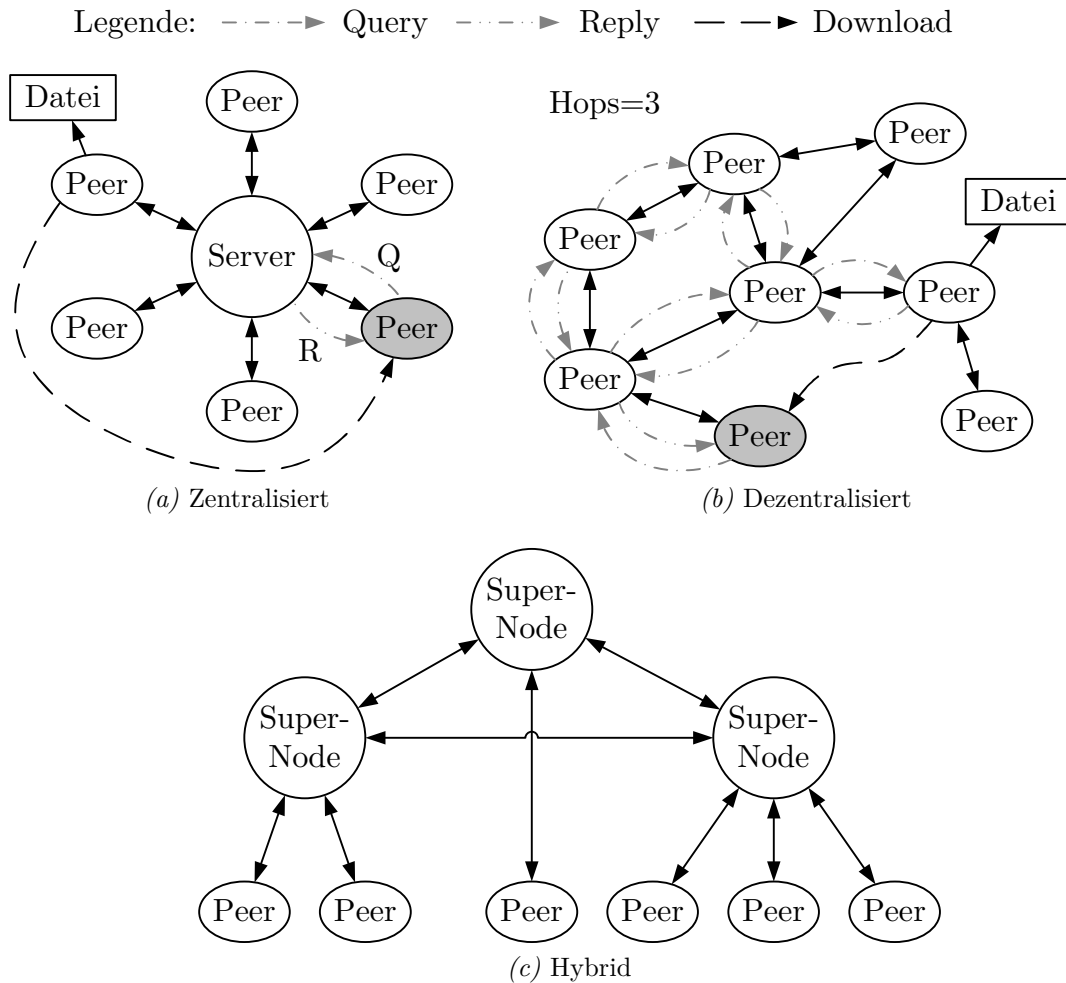 Legende: Query Reply Download
Datei
Peer
Peer
Peer
Server
Q
R
Peer
Peer
Peer
(a) Zentralisiert
Hops=3
Peer
Peer
Datei
Peer
Peer
Peer
Peer
Peer
Peer
(b) Dezentralisiert
Super-
Node
Super-
Node
Super-
Node
Peer
Peer
Peer
Peer
Peer
Peer
(c) Hybrid